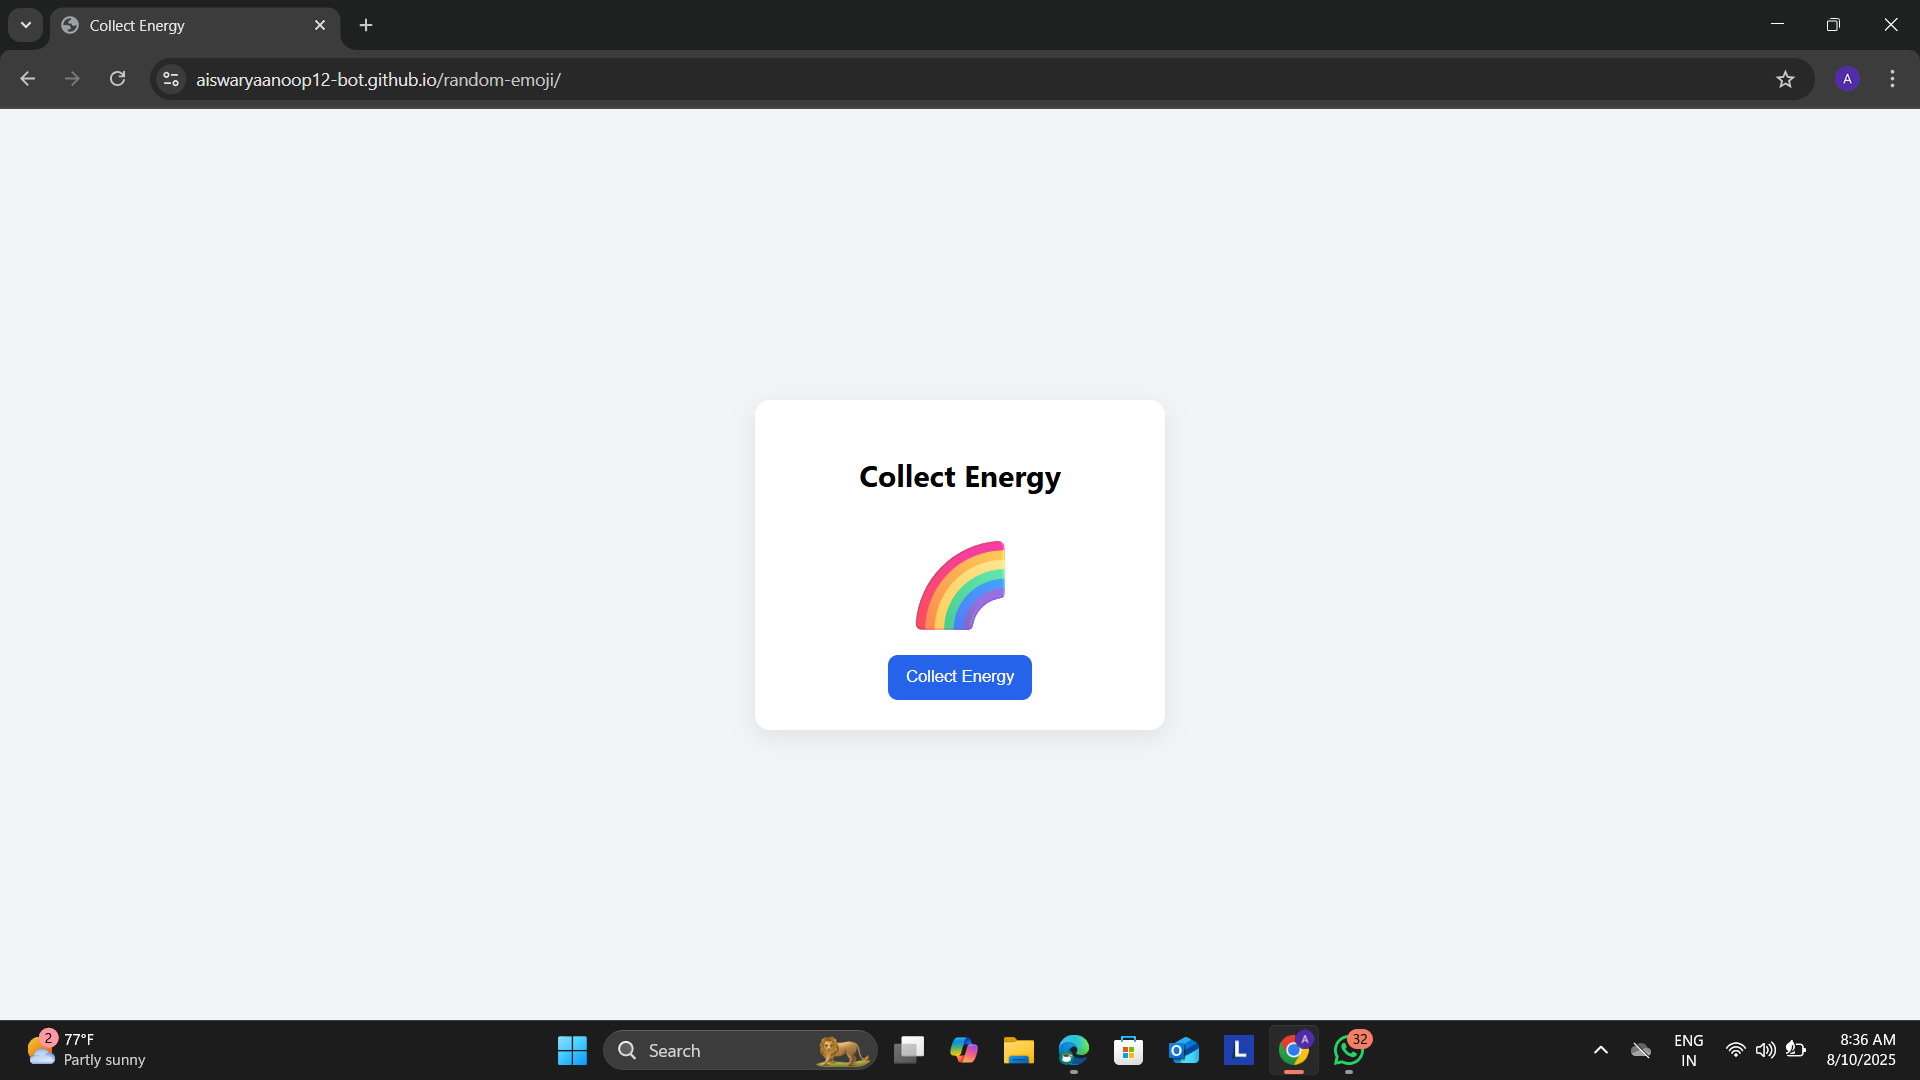 Collect Energy
aiswaryaanoop12-bot.github.io/random-emoji/
A
Collect Energy
Collect Energy
2
77°F
Partly sunny
Search
O
L
A
32
ENG
IN
8:36 AM
8/10/2025